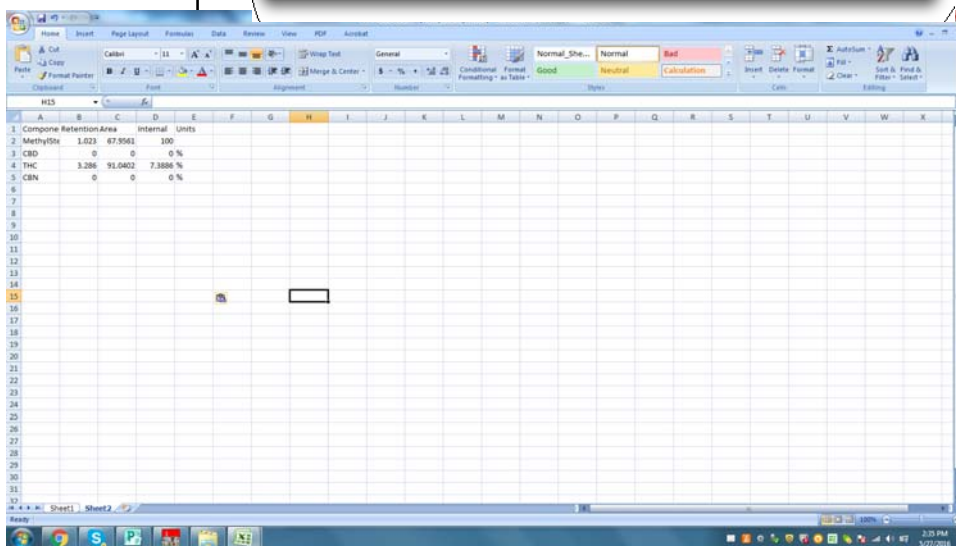 Home Insert Page Layout Formulas Data Review View PDF Acrobat
Cut
Copy
Format Painter
Paste
Clipboard
Calibri 11
Font
Wrap Text
Merge & Center
Alignment
General
Number
Conditional Formatting
Format as Table
Normal_She... Normal Bad
Good Neutral Calculation
Styles
Insert Delete Format
Cells
AutoSum
Fill
Clear
Sort & Filter
Find & Select
Editing
H15
A B C D E F G H I J K L M N O P Q R S T U V W X
1 Compone Retention Area Internal Units
2 MethylSte 1.023 67.9561 100
3 CBD 0 0 0 %
4 THC 3.286 91.0402 7.3886 %
5 CBN 0 0 0 %
6
7
8
9
10
11
12
13
14
15
16
17
18
19
20
21
22
23
24
25
26
27
28
29
30
31
32
Sheet1 Sheet2
Ready 100%
2:35 PM
5/27/2016